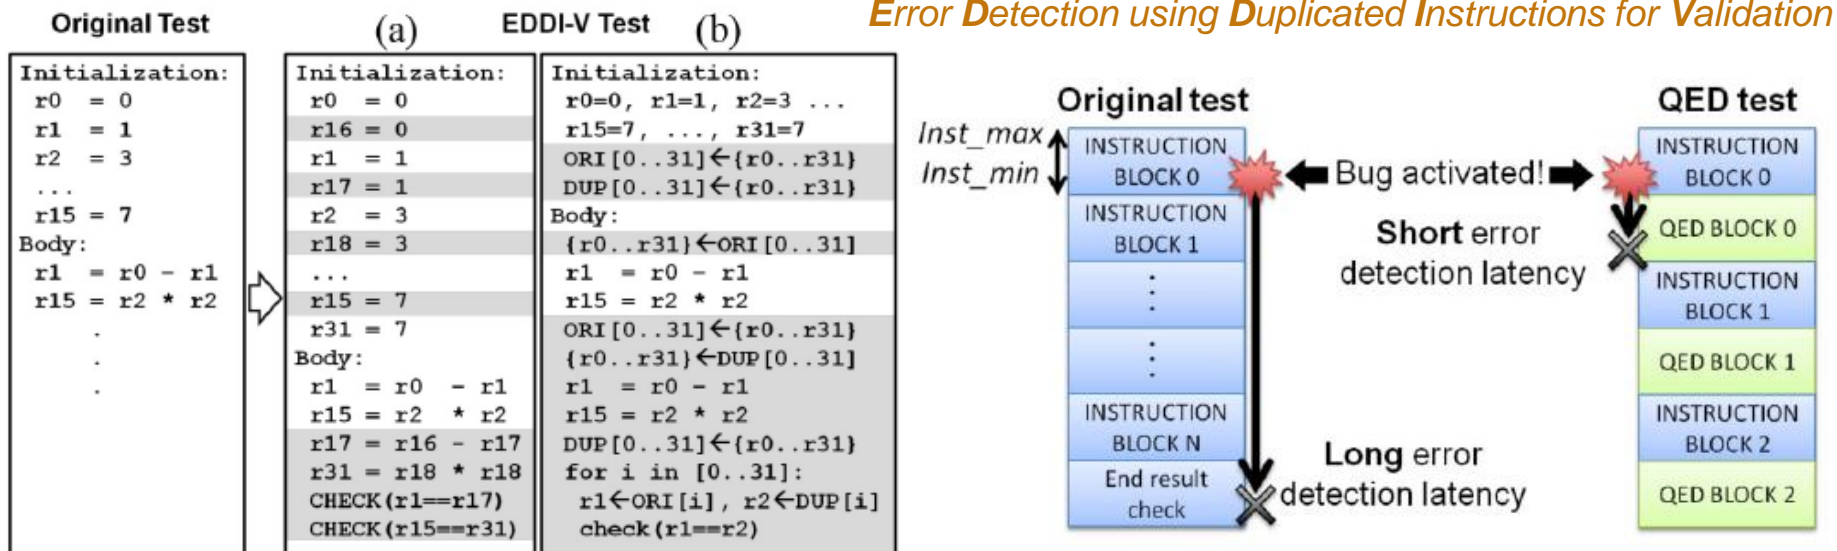 Error Detection using Duplicated Instructions for Validation
Original Test
(a) EDDI-V Test (b)
Initialization:
r0 = 0
r1 = 1
r2 = 3
...
r15 = 7
Body:
r1 = r0 - r1
r15 = r2 * r2
.
.
.
Initialization:
r0 = 0
r16 = 0
r1 = 1
r17 = 1
r2 = 3
r18 = 3
...
r15 = 7
r31 = 7
Body:
r1 = r0 - r1
r15 = r2 * r2
r17 = r16 - r17
r31 = r18 * r18
CHECK(r1==r17)
CHECK(r15==r31)
Initialization:
r0=0, r1=1, r2=3 ...
r15=7, ..., r31=7
ORI[0..31]←{r0..r31}
DUP[0..31]←{r0..r31}
Body:
{r0..r31}←ORI[0..31]
r1 = r0 - r1
r15 = r2 * r2
ORI[0..31]←{r0..r31}
{r0..r31}←DUP[0..31]
r1 = r0 - r1
r15 = r2 * r2
DUP[0..31]←{r0..r31}
for i in [0..31]:
r1←ORI[i], r2←DUP[i]
check(r1==r2)
Original test
Inst_max
Inst_min
INSTRUCTION
BLOCK 0
INSTRUCTION
BLOCK 1
⋮
⋮
INSTRUCTION
BLOCK N
End result
check
Bug activated!
Short error
detection latency
Long error
detection latency
QED test
INSTRUCTION
BLOCK 0
QED BLOCK 0
INSTRUCTION
BLOCK 1
QED BLOCK 1
INSTRUCTION
BLOCK 2
QED BLOCK 2